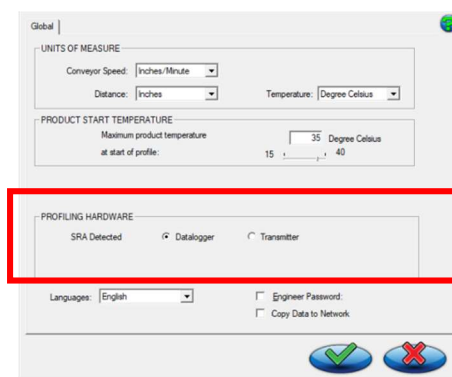 Global
UNITS OF MEASURE
Conveyor Speed: Inches/Minute
Distance: Inches Temperature: Degree Celsius
PRODUCT START TEMPERATURE
Maximum product temperature
at start of profile:
35 Degree Celsius
15 40
PROFILING HARDWARE
SRA Detected Datalogger Transmitter
Languages: English Engineer Password:
Copy Data to Network